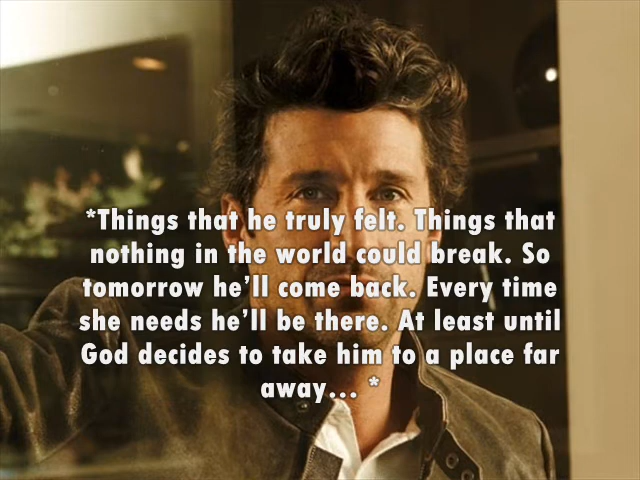 *Things that he truly felt. Things that
nothing in the world could break. So
tomorrow he’ll come back. Every time
she needs he’ll be there. At least until
God decides to take him to a place far
away… *